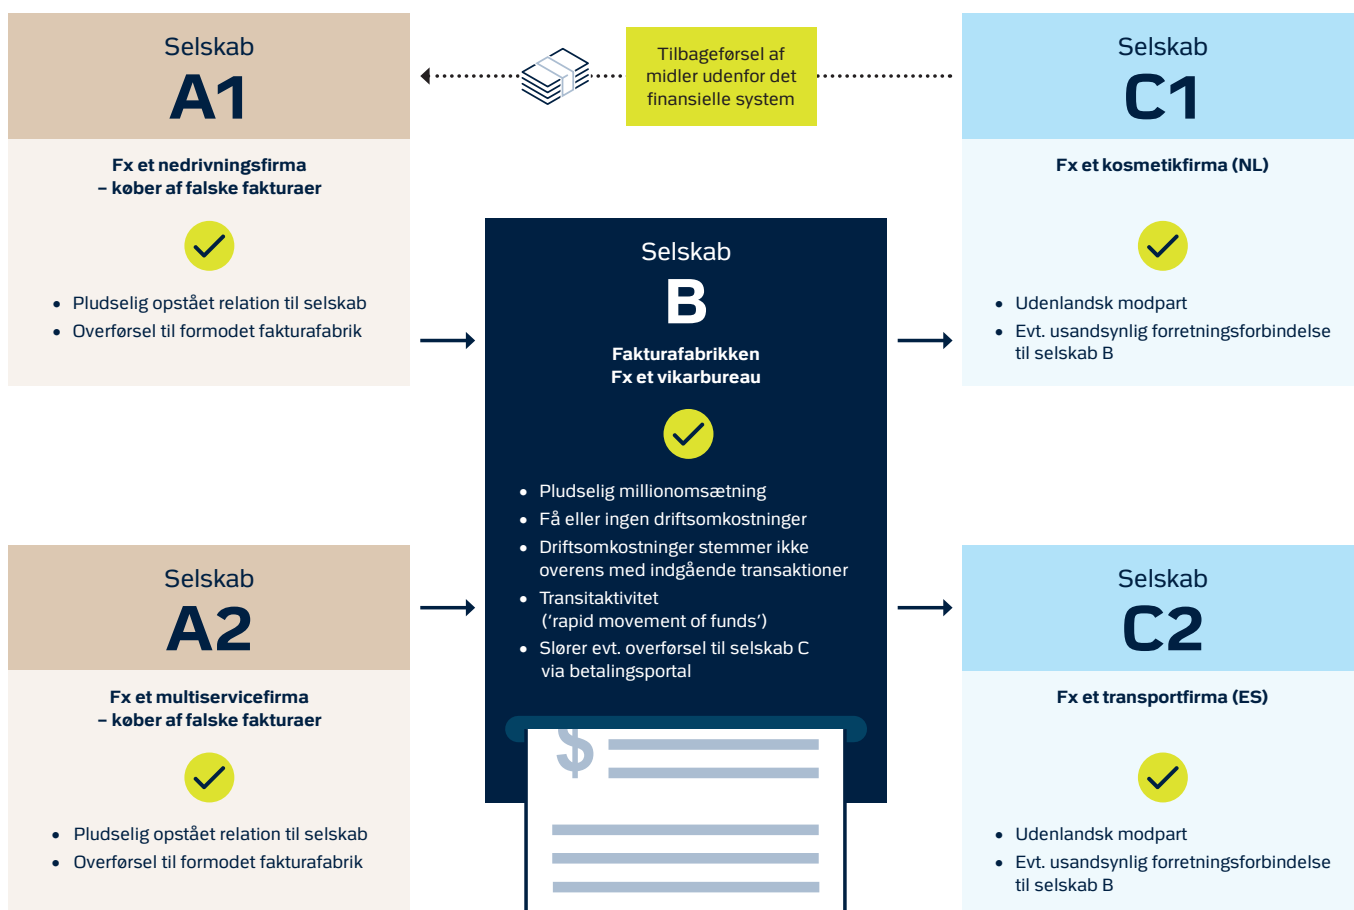 Selskab
A1
Fx et nedrivningsfirma
– køber af falske fakturaer
• Pludselig opstået relation til selskab
• Overførsel til formodet fakturafabrik
Tilbageførsel af
midler udenfor det
finansielle system
Selskab
C1
Fx et kosmetikfirma (NL)
• Udenlandsk modpart
• Evt. usandsynlig forretningsforbindelse
til selskab B
Selskab
B
Fakturafabrikken
Fx et vikarbureau
• Pludselig millionomsætning
• Få eller ingen driftsomkostninger
• Driftsomkostninger stemmer ikke
overens med indgående transaktioner
• Transitaktivitet
(‘rapid movement of funds’)
• Slører evt. overførsel til selskab C
via betalingsportal
$
Selskab
A2
Fx et multiservicefirma
– køber af falske fakturaer
• Pludselig opstået relation til selskab
• Overførsel til formodet fakturafabrik
Selskab
C2
Fx et transportfirma (ES)
• Udenlandsk modpart
• Evt. usandsynlig forretningsforbindelse
til selskab B